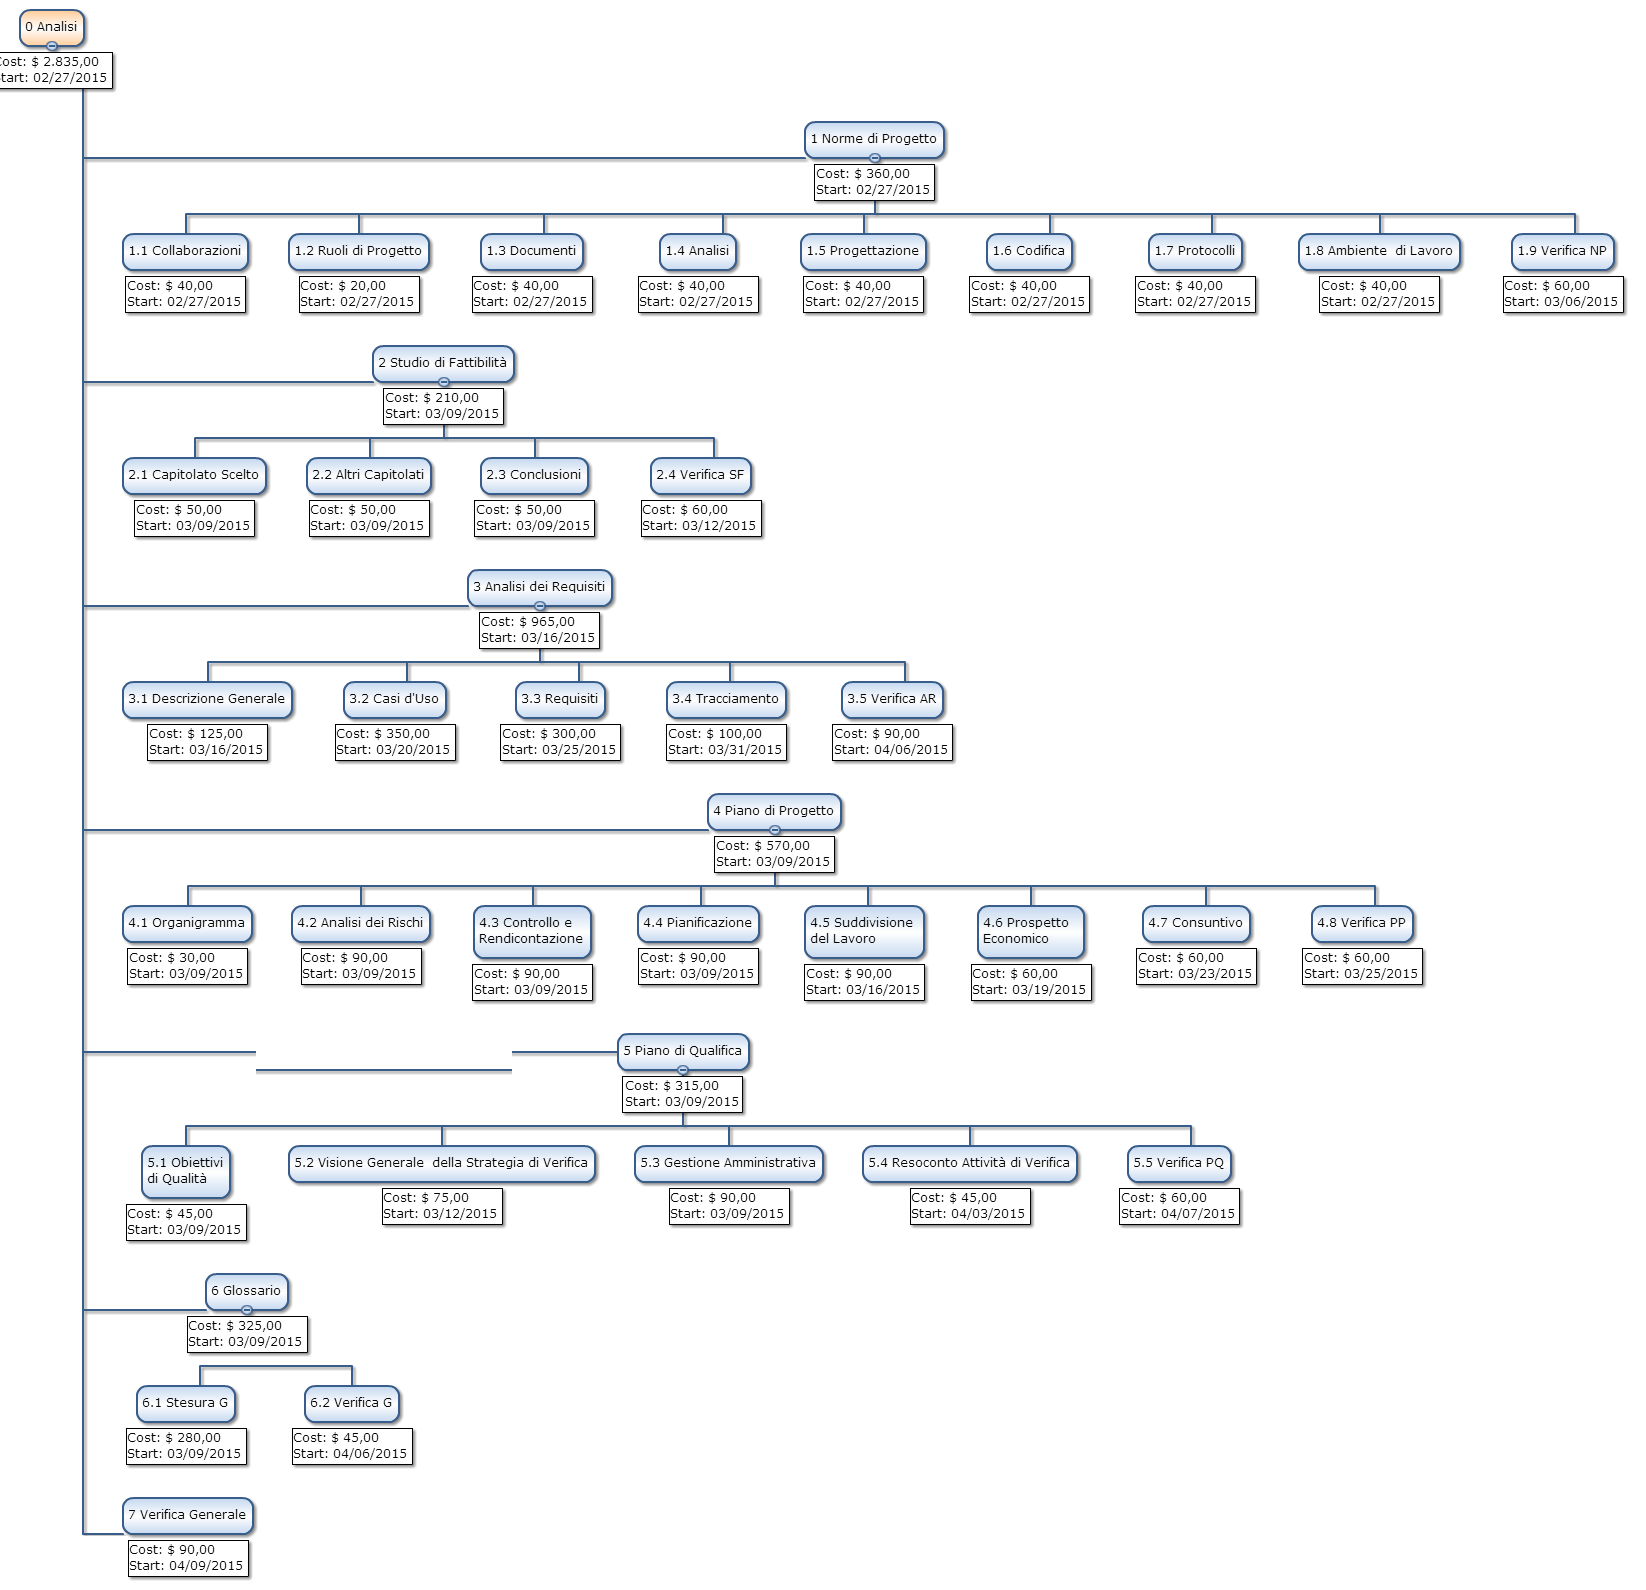 0 Analisi
Cost: $ 2.835,00
Start: 02/27/2015
1 Norme di Progetto
Cost: $ 360,00
Start: 02/27/2015
1.1 Collaborazioni
Cost: $ 40,00
Start: 02/27/2015
1.2 Ruoli di Progetto
Cost: $ 20,00
Start: 02/27/2015
1.3 Documenti
Cost: $ 40,00
Start: 02/27/2015
1.4 Analisi
Cost: $ 40,00
Start: 02/27/2015
1.5 Progettazione
Cost: $ 40,00
Start: 02/27/2015
1.6 Codifica
Cost: $ 40,00
Start: 02/27/2015
1.7 Protocolli
Cost: $ 40,00
Start: 02/27/2015
1.8 Ambiente  di Lavoro
Cost: $ 40,00
Start: 02/27/2015
1.9 Verifica NP
Cost: $ 60,00
Start: 03/06/2015
2 Studio di Fattibilità
Cost: $ 210,00
Start: 03/09/2015
2.1 Capitolato Scelto
Cost: $ 50,00
Start: 03/09/2015
2.2 Altri Capitolati
Cost: $ 50,00
Start: 03/09/2015
2.3 Conclusioni
Cost: $ 50,00
Start: 03/09/2015
2.4 Verifica SF
Cost: $ 60,00
Start: 03/12/2015
3 Analisi dei Requisiti
Cost: $ 965,00
Start: 03/16/2015
3.1 Descrizione Generale
Cost: $ 125,00
Start: 03/16/2015
3.2 Casi d'Uso
Cost: $ 350,00
Start: 03/20/2015
3.3 Requisiti
Cost: $ 300,00
Start: 03/25/2015
3.4 Tracciamento
Cost: $ 100,00
Start: 03/31/2015
3.5 Verifica AR
Cost: $ 90,00
Start: 04/06/2015
4 Piano di Progetto
Cost: $ 570,00
Start: 03/09/2015
4.1 Organigramma
Cost: $ 30,00
Start: 03/09/2015
4.2 Analisi dei Rischi
Cost: $ 90,00
Start: 03/09/2015
4.3 Controllo e
Rendicontazione
Cost: $ 90,00
Start: 03/09/2015
4.4 Pianificazione
Cost: $ 90,00
Start: 03/09/2015
4.5 Suddivisione
del Lavoro
Cost: $ 90,00
Start: 03/16/2015
4.6 Prospetto
Economico
Cost: $ 60,00
Start: 03/19/2015
4.7 Consuntivo
Cost: $ 60,00
Start: 03/23/2015
4.8 Verifica PP
Cost: $ 60,00
Start: 03/25/2015
5 Piano di Qualifica
Cost: $ 315,00
Start: 03/09/2015
5.1 Obiettivi
di Qualità
Cost: $ 45,00
Start: 03/09/2015
5.2 Visione Generale  della Strategia di Verifica
Cost: $ 75,00
Start: 03/12/2015
5.3 Gestione Amministrativa
Cost: $ 90,00
Start: 03/09/2015
5.4 Resoconto Attività di Verifica
Cost: $ 45,00
Start: 04/03/2015
5.5 Verifica PQ
Cost: $ 60,00
Start: 04/07/2015
6 Glossario
Cost: $ 325,00
Start: 03/09/2015
6.1 Stesura G
Cost: $ 280,00
Start: 03/09/2015
6.2 Verifica G
Cost: $ 45,00
Start: 04/06/2015
7 Verifica Generale
Cost: $ 90,00
Start: 04/09/2015